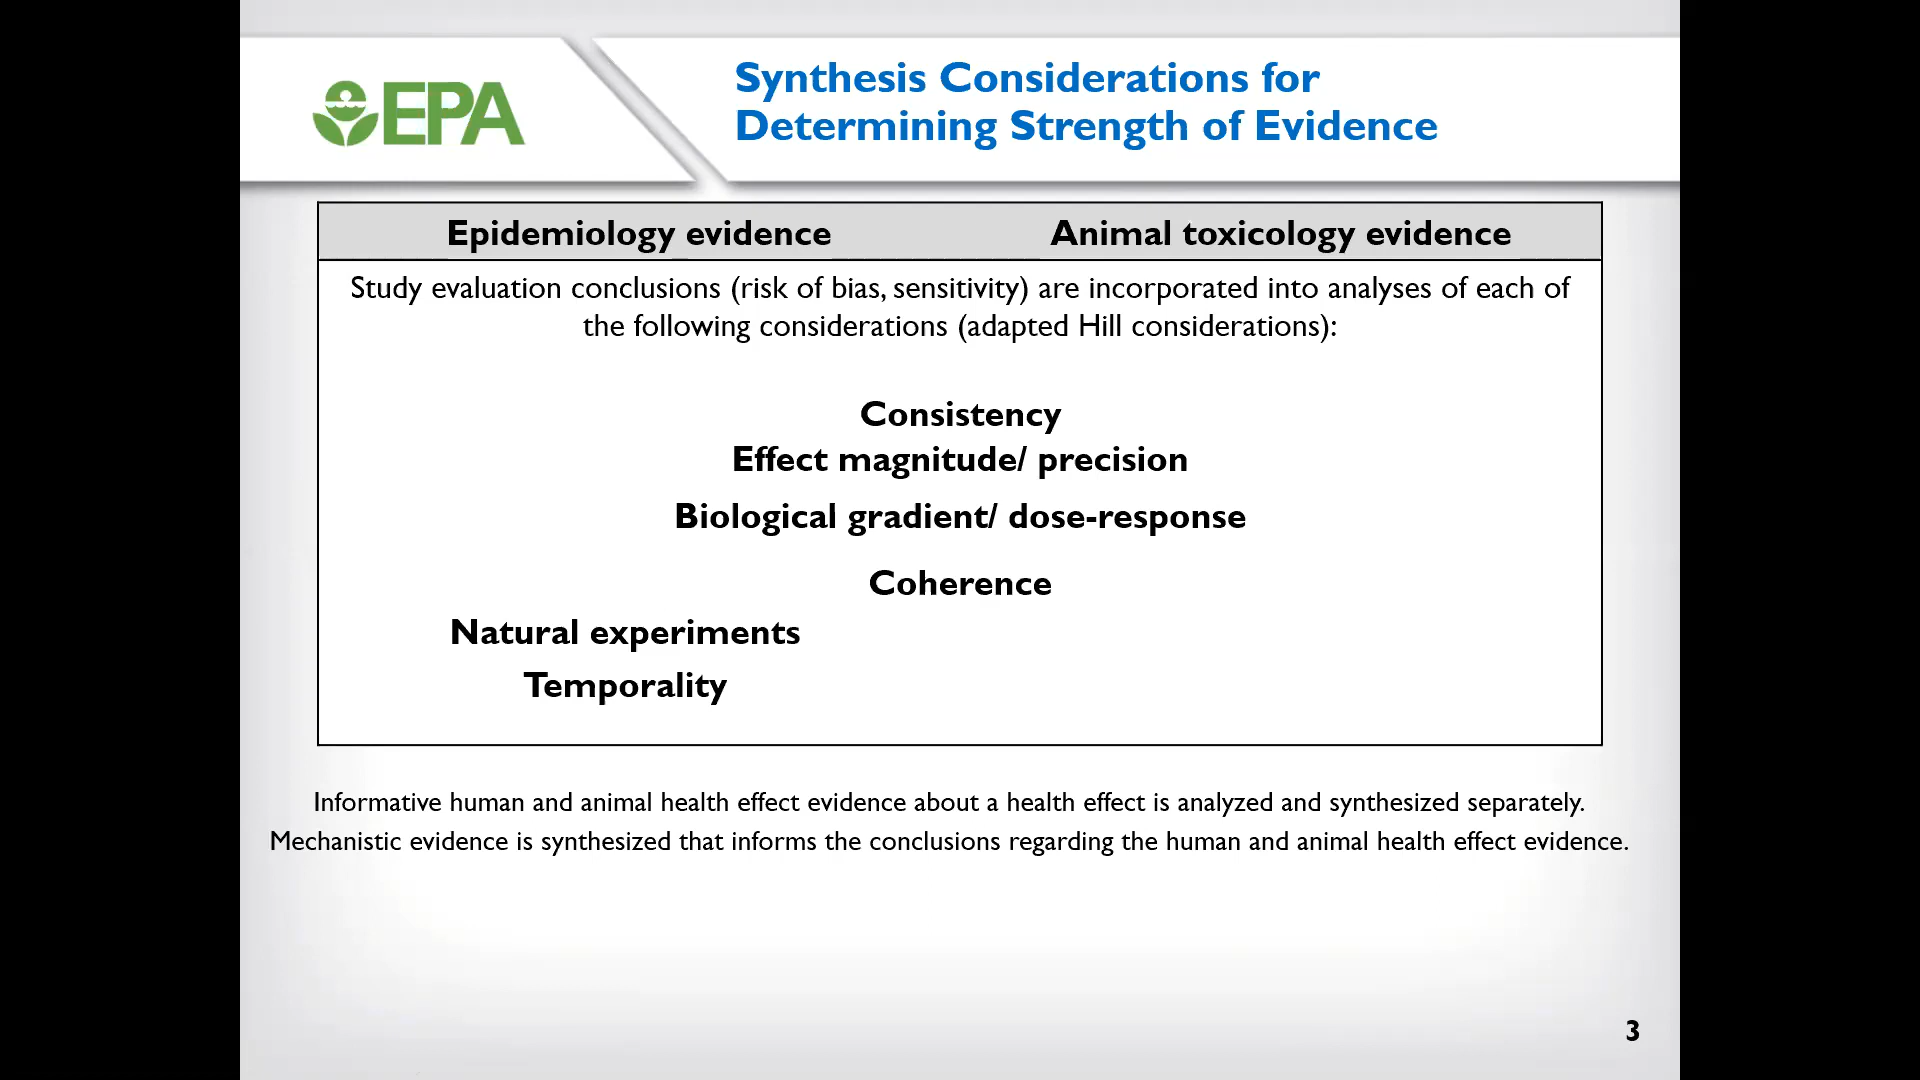 EPA
Synthesis Considerations for
Determining Strength of Evidence
Epidemiology evidence
Animal toxicology evidence
Study evaluation conclusions (risk of bias, sensitivity) are incorporated into analyses of each of
the following considerations (adapted Hill considerations):
Consistency
Effect magnitude/ precision
Biological gradient/ dose-response
Coherence
Natural experiments
Temporality
Informative human and animal health effect evidence about a health effect is analyzed and synthesized separately.
Mechanistic evidence is synthesized that informs the conclusions regarding the human and animal health effect evidence.
3